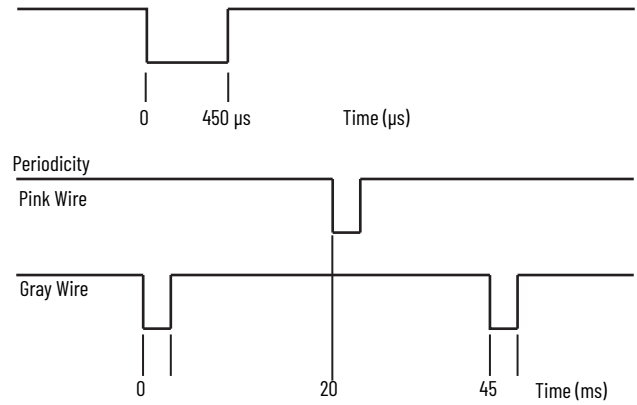 0 450 µs Time (µs)
Periodicity
Pink Wire
Gray Wire
0 20 45 Time (ms)